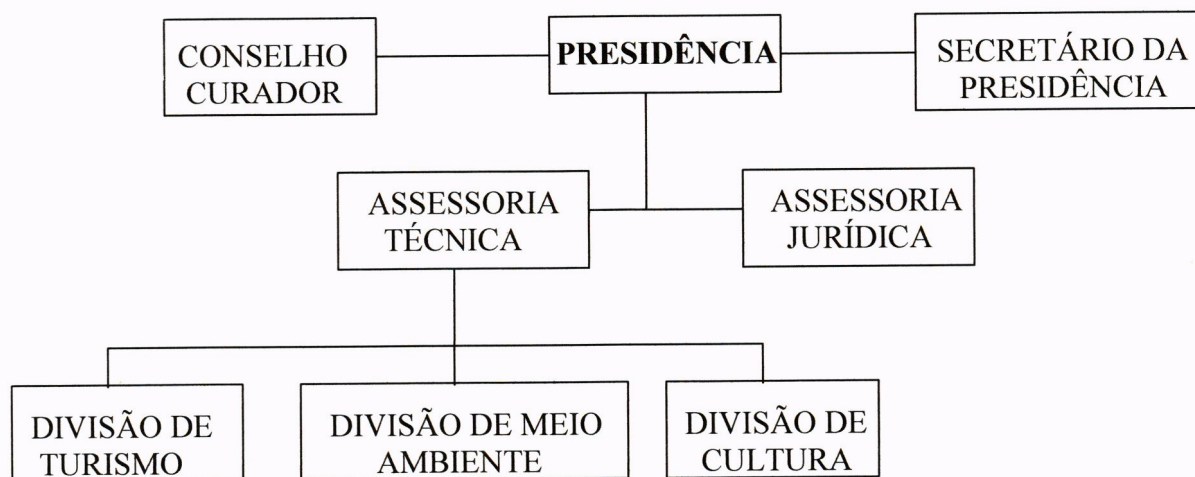 CONSELHO
CURADOR
PRESIDÊNCIA
SECRETÁRIO DA
PRESIDÊNCIA
ASSESSORIA
TÉCNICA
ASSESSORIA
JURÍDICA
DIVISÃO DE
TURISMO
DIVISÃO DE MEIO
AMBIENTE
DIVISÃO DE
CULTURA